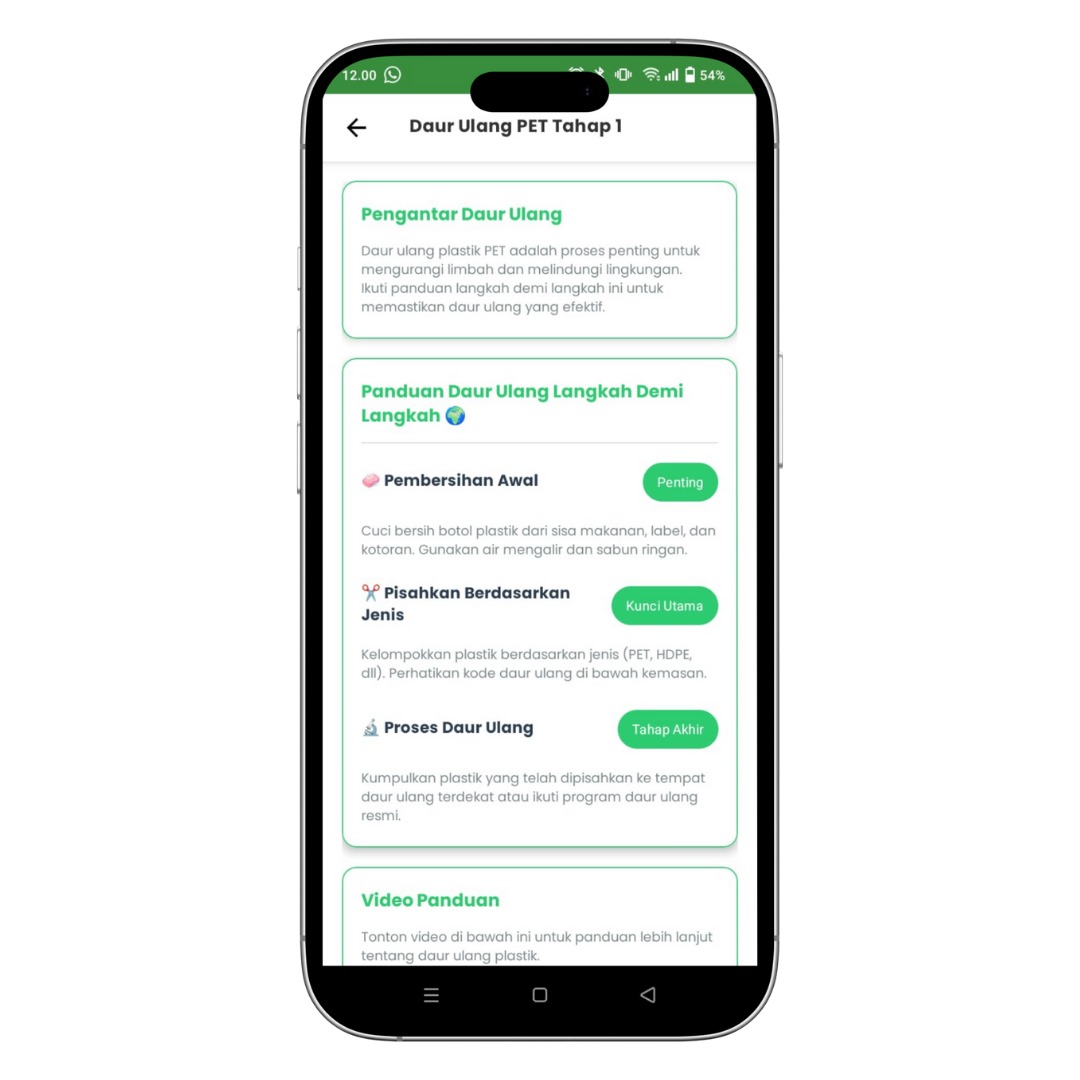 12.00 54%
Daur Ulang PET Tahap 1
Pengantar Daur Ulang
Daur ulang plastik PET adalah proses penting untuk
mengurangi limbah dan melindungi lingkungan.
Ikuti panduan langkah demi langkah ini untuk
memastikan daur ulang yang efektif.
Panduan Daur Ulang Langkah Demi
Langkah 🌍
🧼 Pembersihan Awal
Penting
Cuci bersih botol plastik dari sisa makanan, label, dan
kotoran. Gunakan air mengalir dan sabun ringan.
✂️ Pisahkan Berdasarkan
Jenis
Kunci Utama
Kelompokkan plastik berdasarkan jenis (PET, HDPE,
dll). Perhatikan kode daur ulang di bawah kemasan.
🔬 Proses Daur Ulang
Tahap Akhir
Kumpulkan plastik yang telah dipisahkan ke tempat
daur ulang terdekat atau ikuti program daur ulang
resmi.
Video Panduan
Tonton video di bawah ini untuk panduan lebih lanjut
tentang daur ulang plastik.